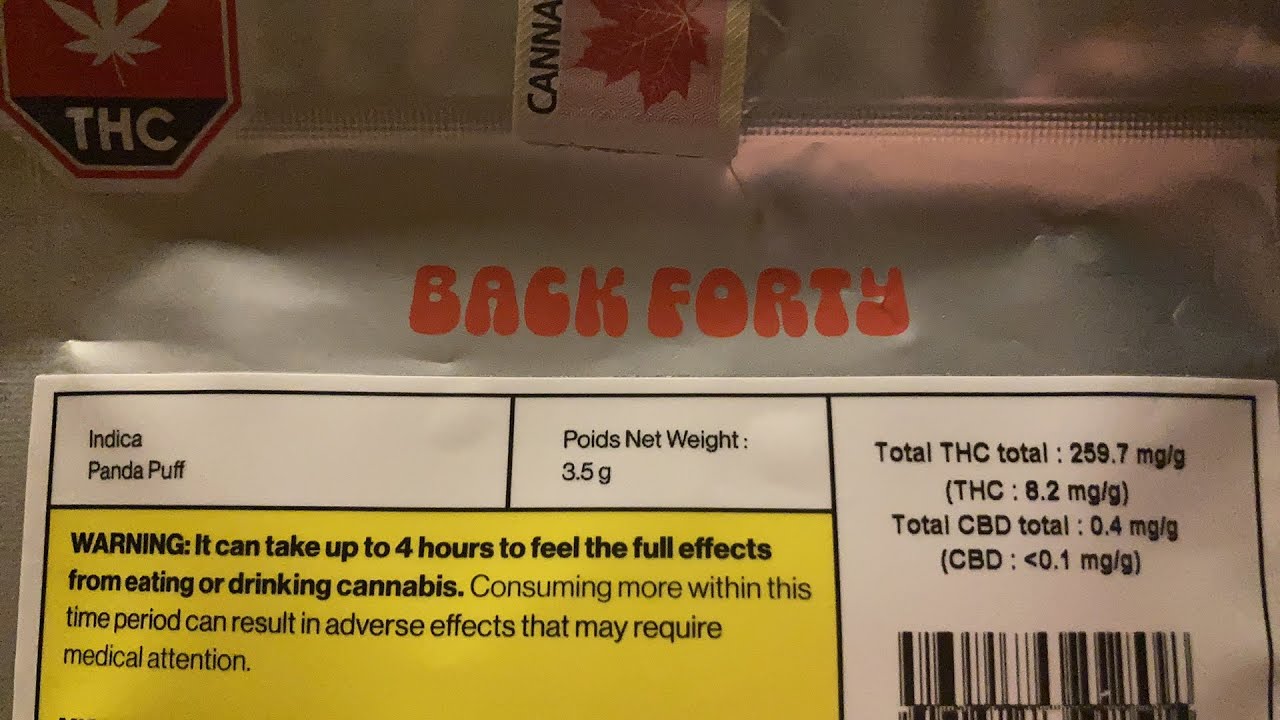 THC
CANNA
BACK FORTY
Indica
Panda Puff
Poids Net Weight :
3.5 g
Total THC total : 259.7 mg/g
(THC : 8.2 mg/g)
Total CBD total : 0.4 mg/g
(CBD : <0.1 mg/g)
WARNING: It can take up to 4 hours to feel the full effects
from eating or drinking cannabis. Consuming more within this
time period can result in adverse effects that may require
medical attention.